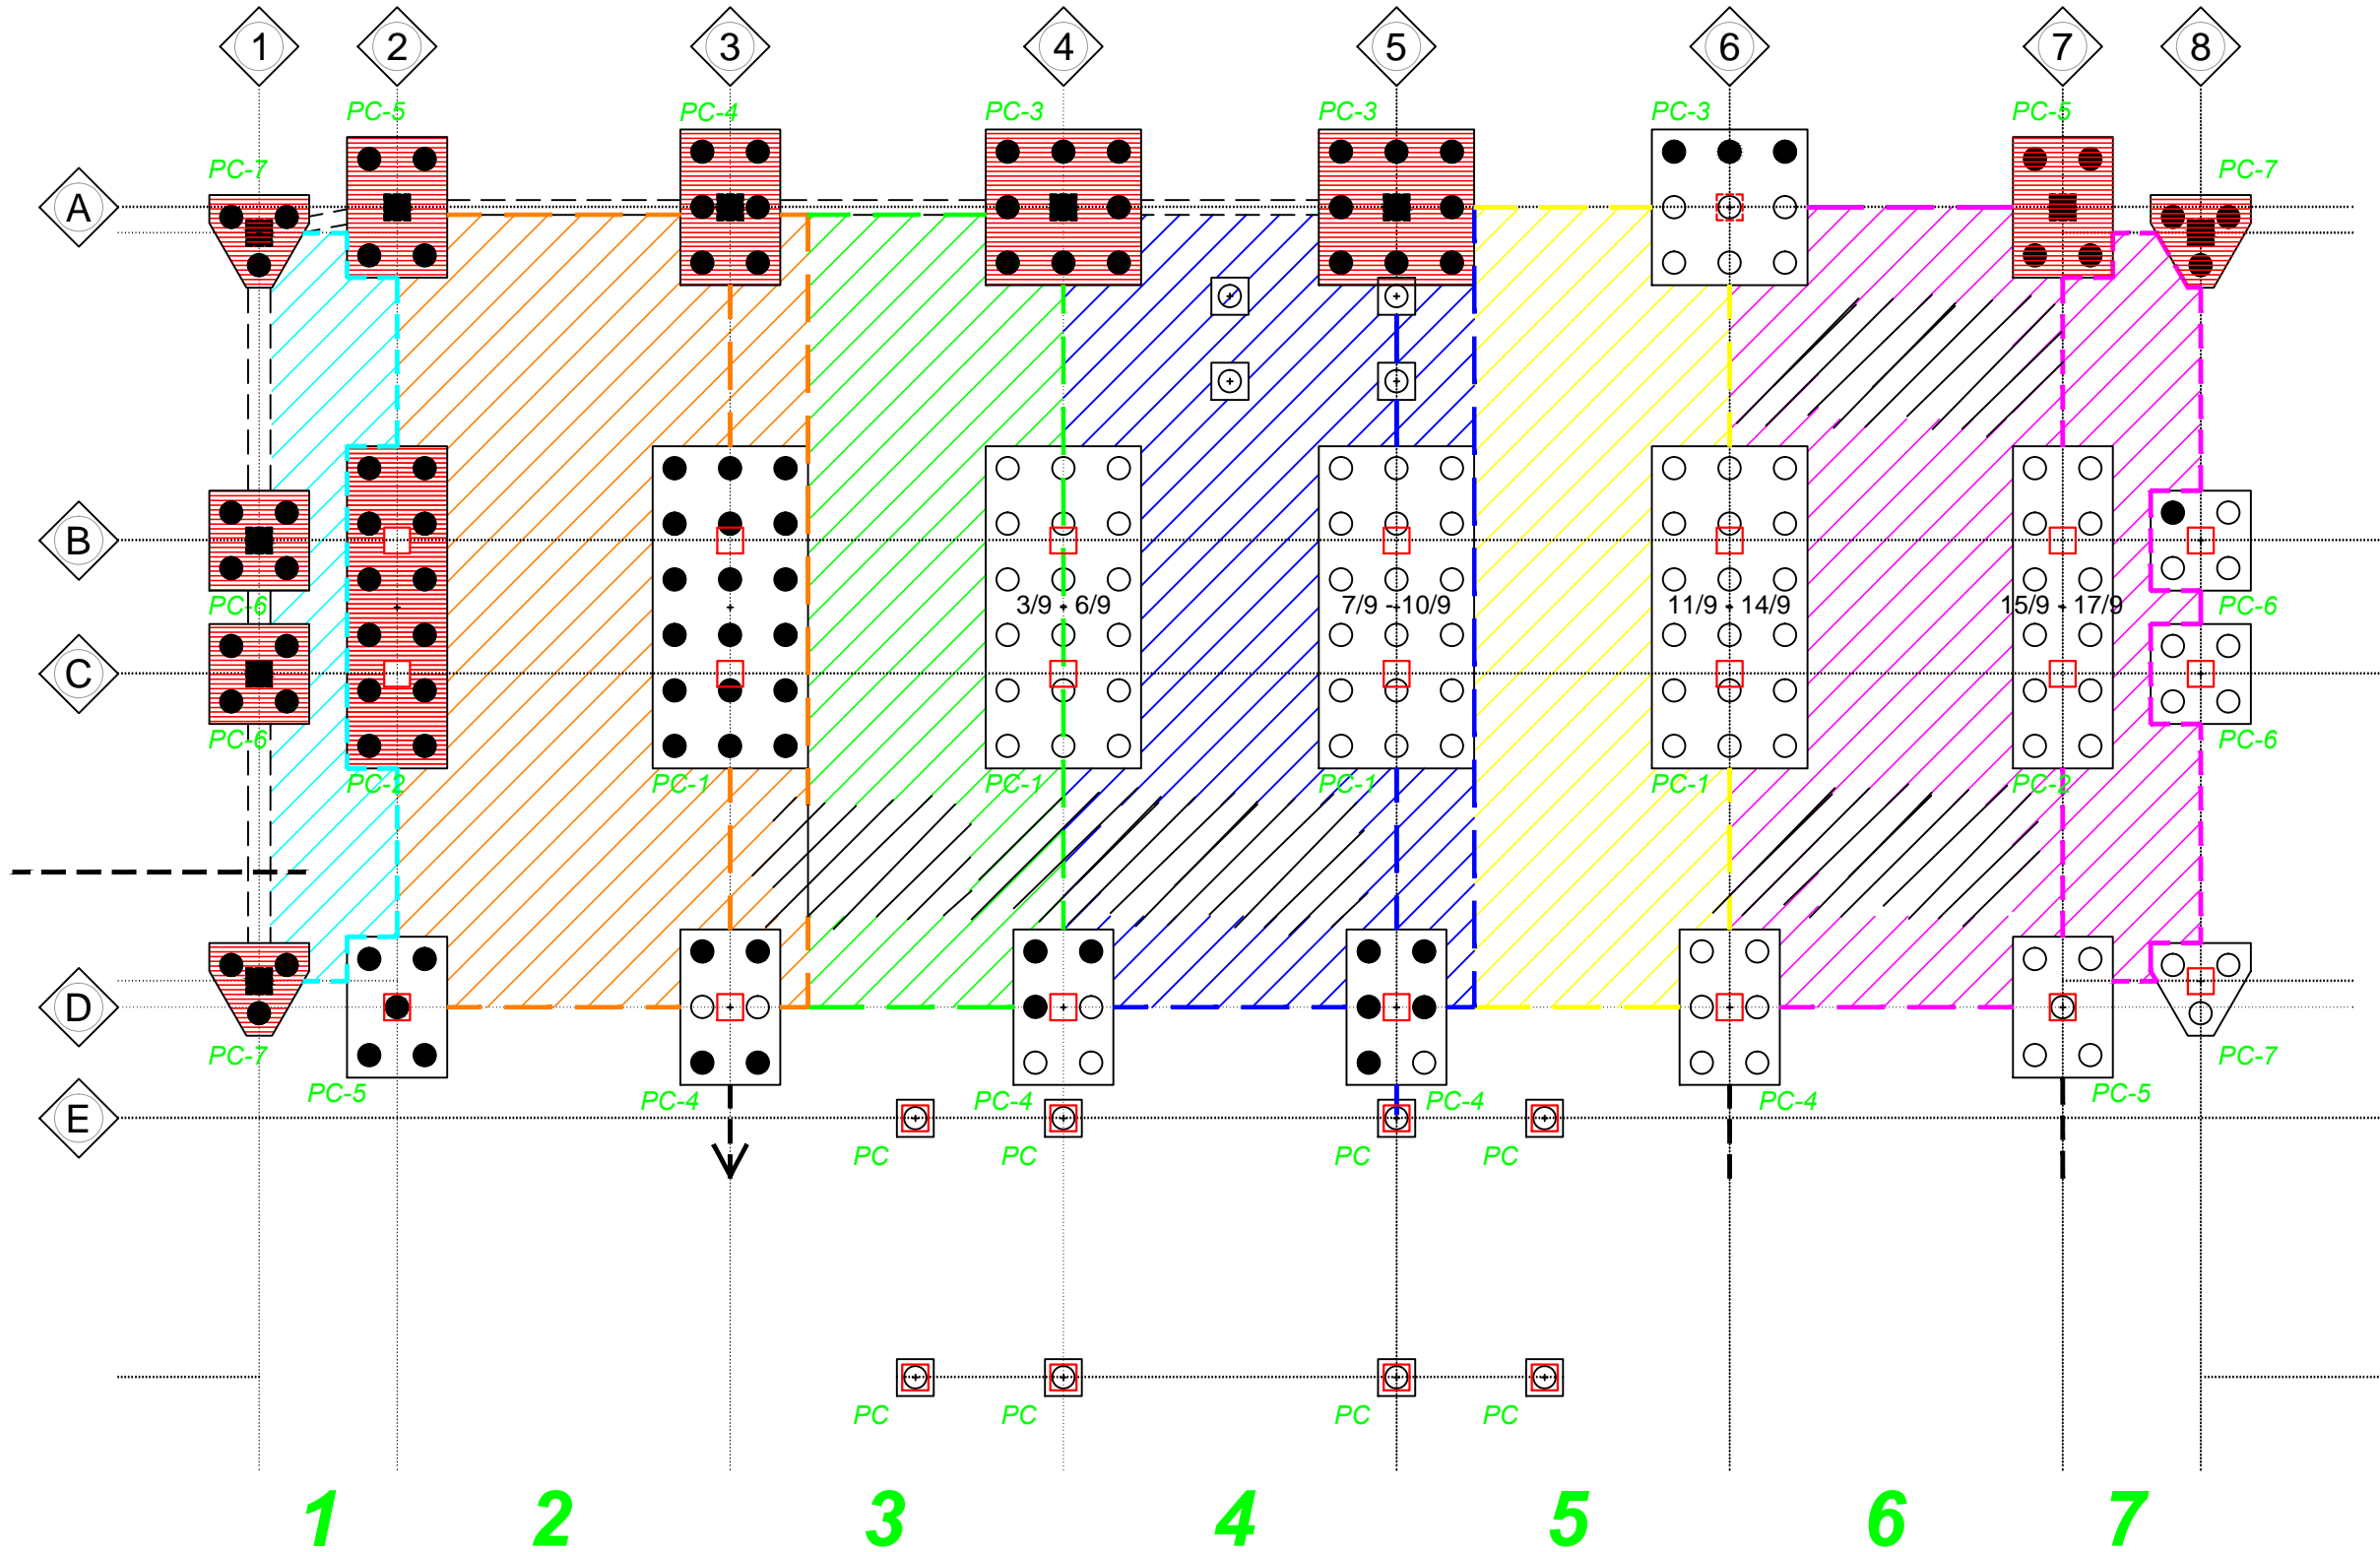 1 2 3 4 5 6 7 8
PC-5 PC-4 PC-3 PC-3 PC-3 PC-5
PC-7 PC-7
A
B
PC-6 3/9 - 6/9 7/9 - 10/9 11/9 - 14/9 15/9 - 17/9 PC-6
C
PC-6 PC-6
PC-2 PC-1 PC-1 PC-1 PC-1 PC-2
D
PC-7 PC-7
PC-5 PC-4 PC-4 PC-4 PC-4 PC-5
E
PC PC PC PC
PC PC PC PC
1 2 3 4 5 6 7